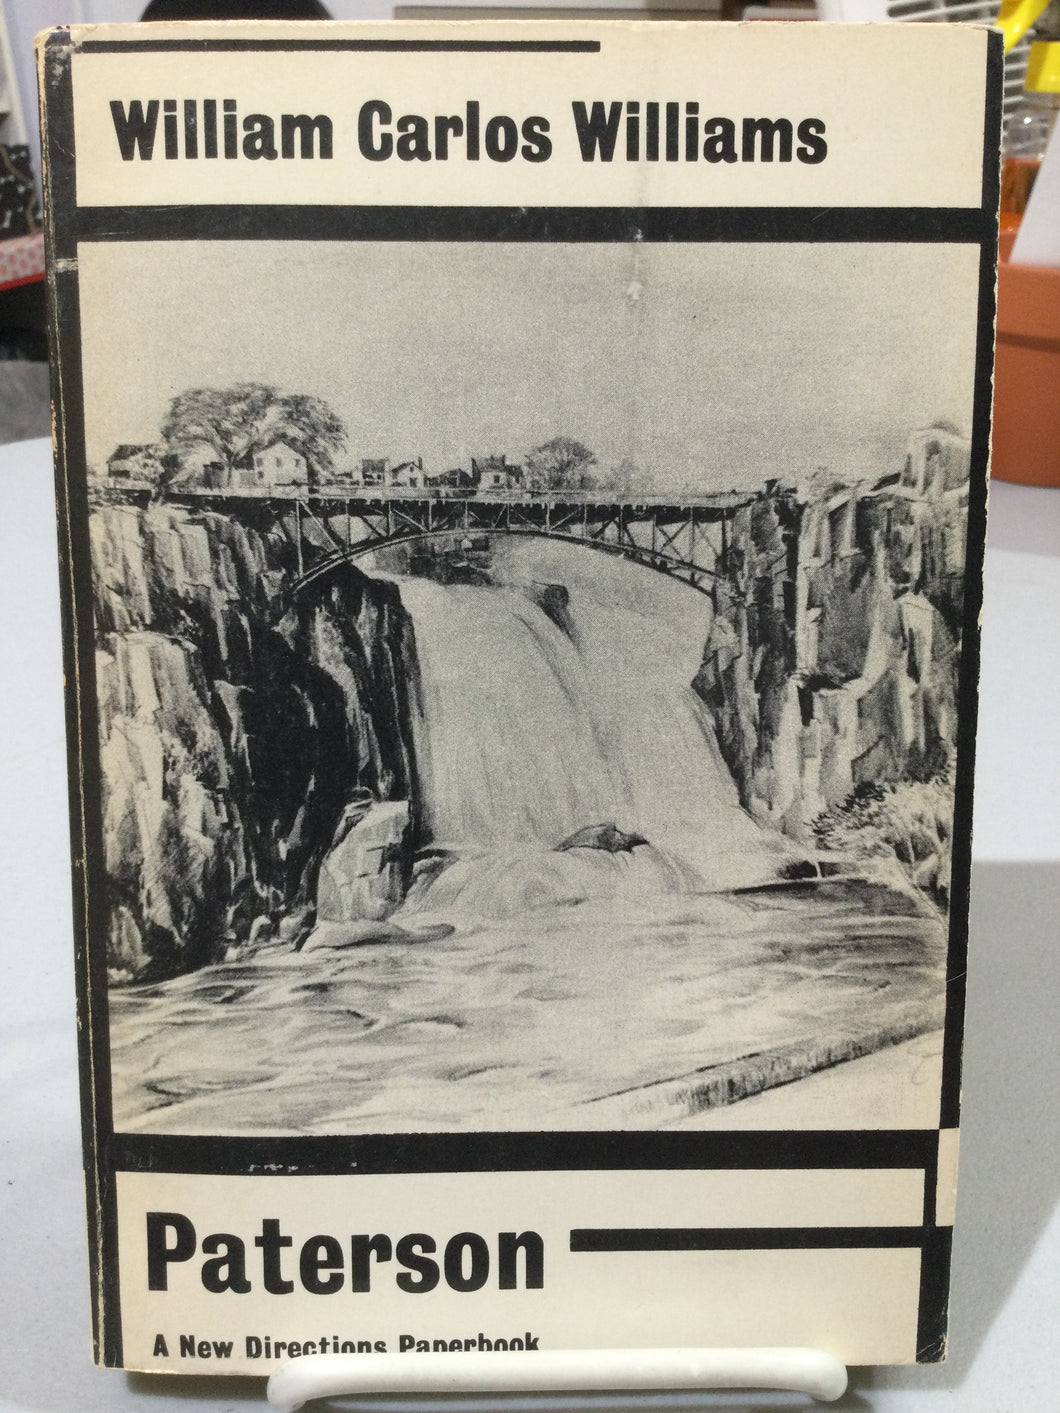 William Carlos Williams
Paterson
A New Directions Paperbook